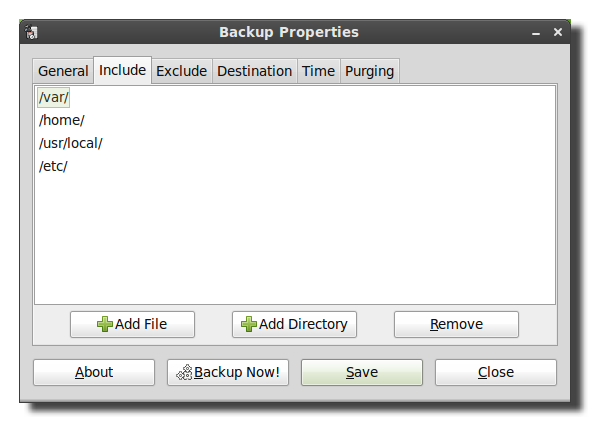 Backup Properties
General Include Exclude Destination Time Purging
/var/
/home/
/usr/local/
/etc/
Add File Add Directory Remove
About Backup Now! Save Close